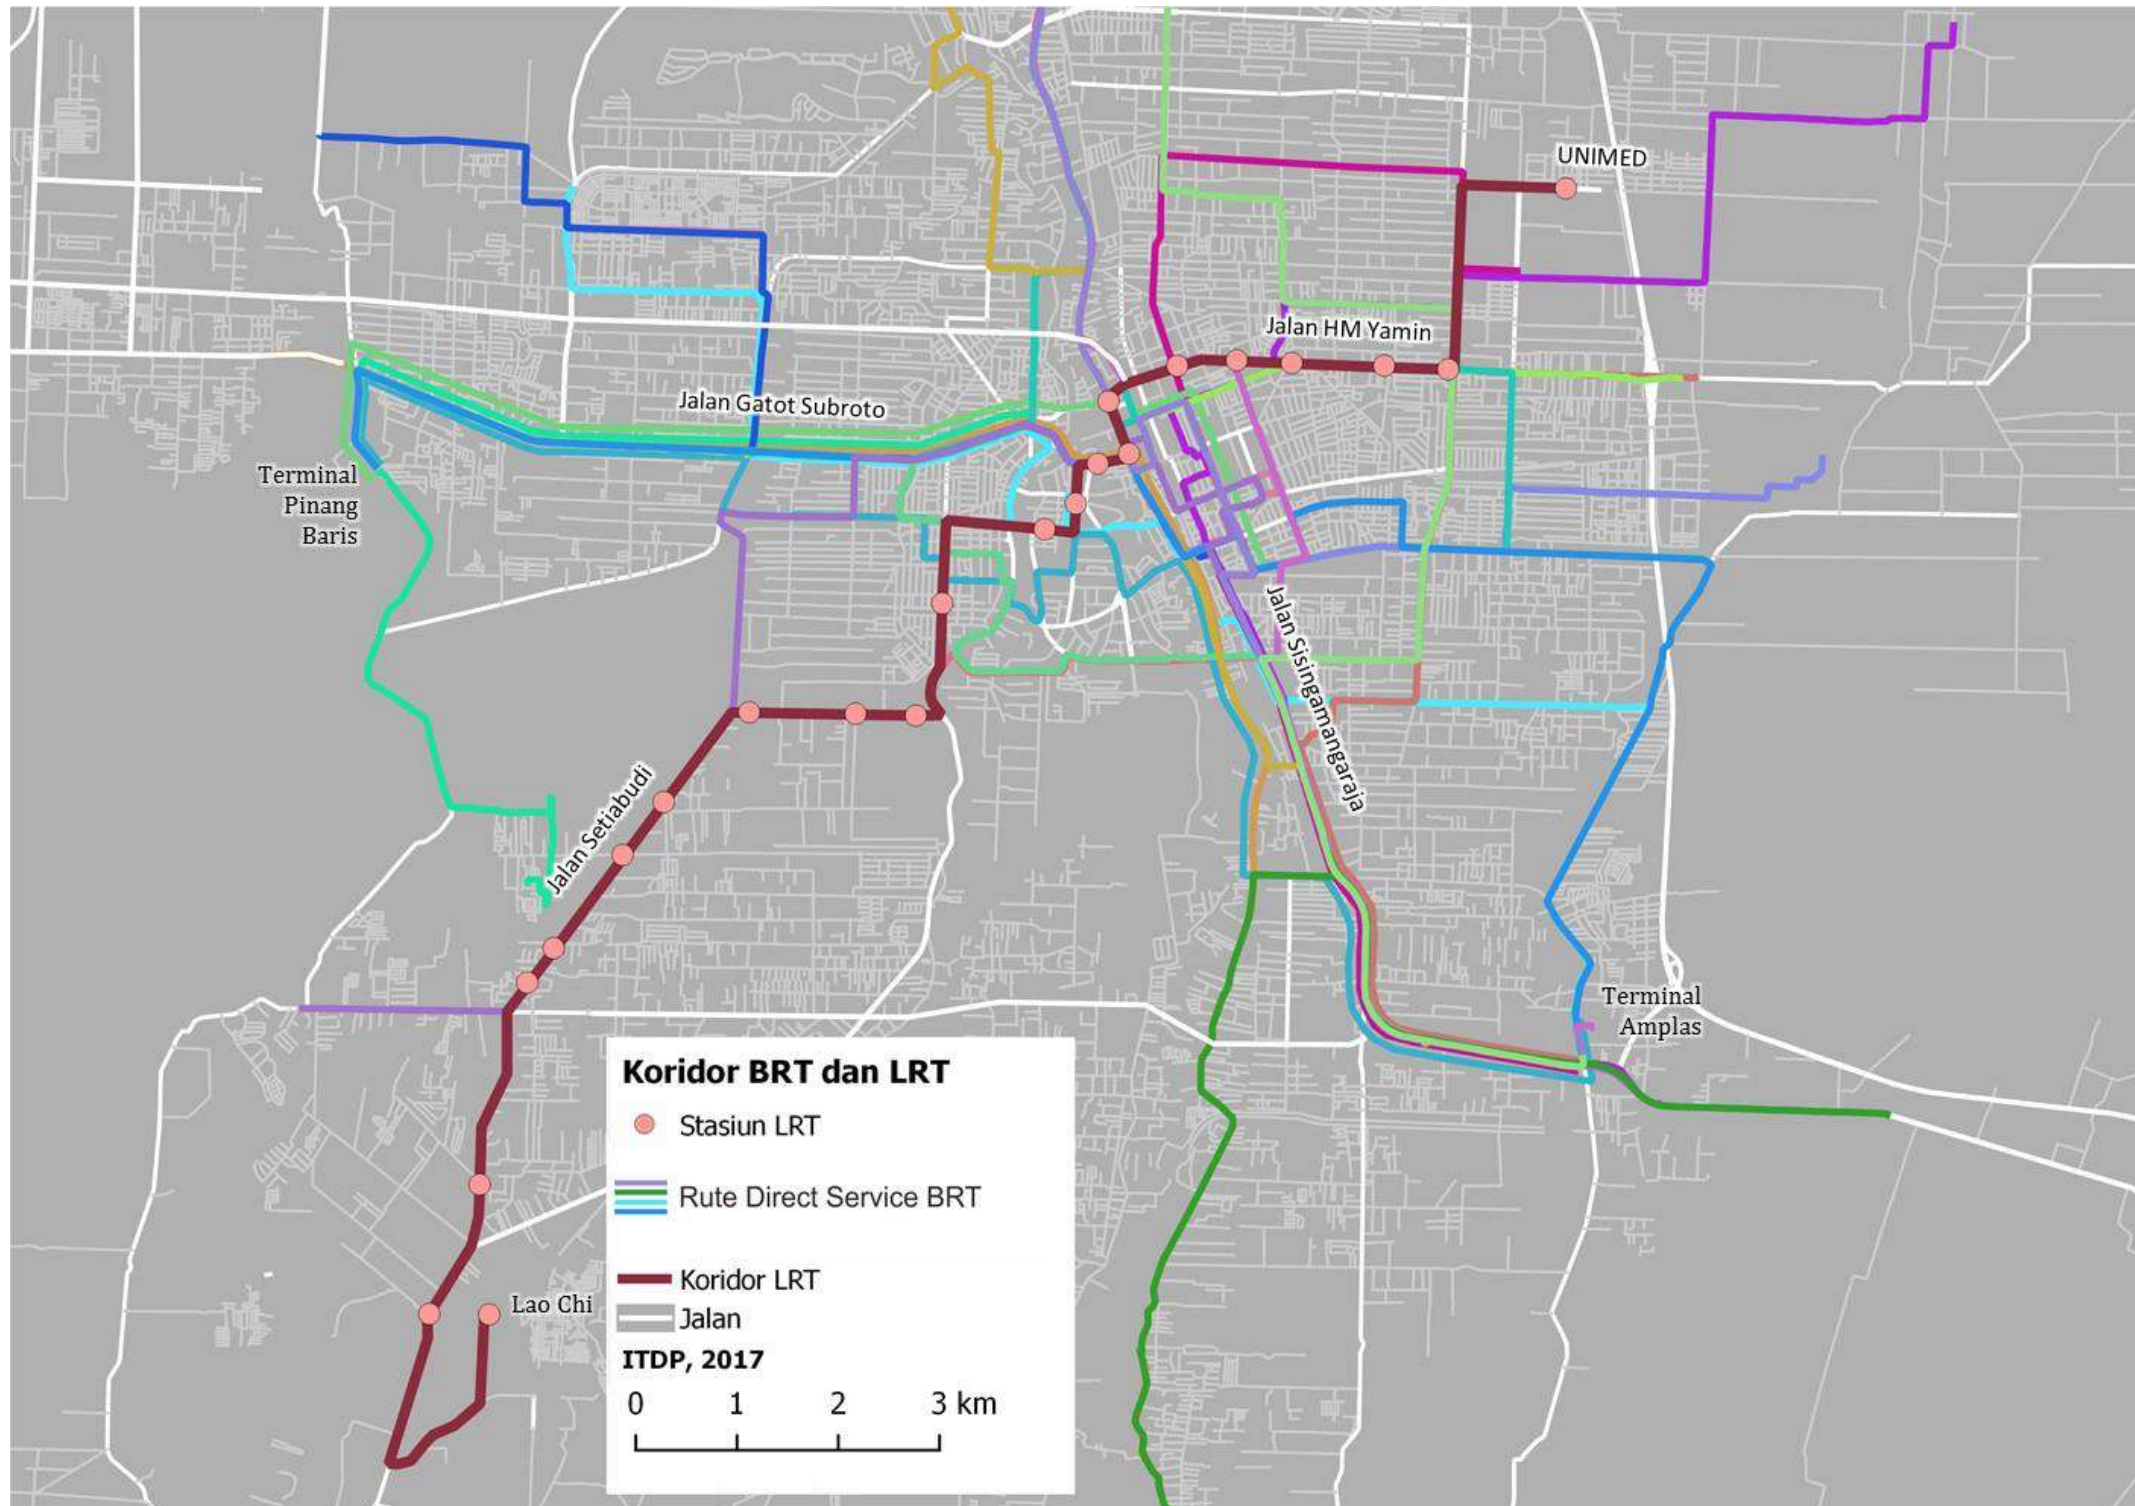 UNIMED
Jalan HM Yamin
Jalan Gatot Subroto
Terminal
Pinang
Baris
Jalan Sisingamangaraja
Jalan Setiabudi
Terminal
Amplas
Lao Chi
Koridor BRT dan LRT
Stasiun LRT
Rute Direct Service BRT
Koridor LRT
Jalan
ITDP, 2017
0 1 2 3 km